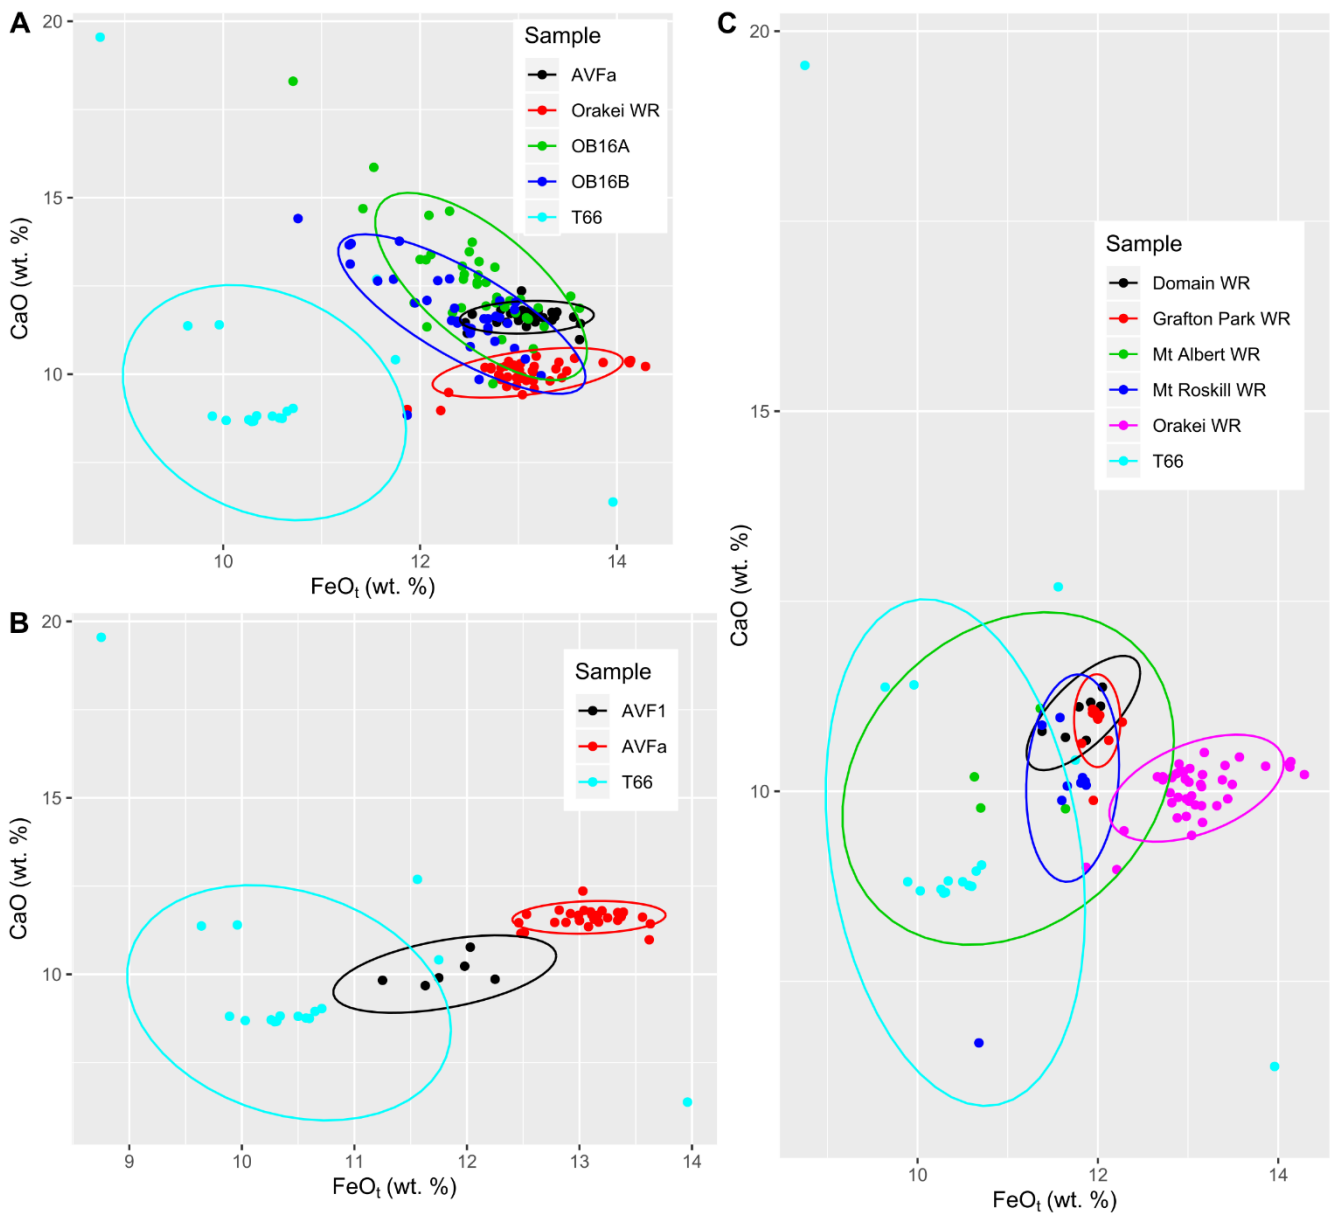 A
20
15
10
CaO (wt. %)
Sample
AVFa
Orakei WR
OB16A
OB16B
T66
10
12
14
FeOₜ (wt. %)
B
20
15
10
CaO (wt. %)
Sample
AVF1
AVFa
T66
9
10
11
12
13
14
FeOₜ (wt. %)
C
20
15
10
CaO (wt. %)
Sample
Domain WR
Grafton Park WR
Mt Albert WR
Mt Roskill WR
Orakei WR
T66
10
12
14
FeOₜ (wt. %)